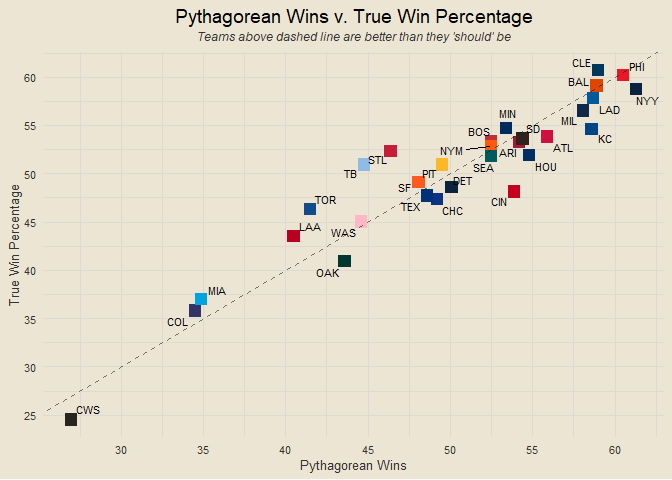 Pythagorean Wins v. True Win Percentage
Teams above dashed line are better than they 'should' be
True Win Percentage
60
55
50
45
40
35
30
25
CLE
PHI
BAL
NYY
LAD
MIN
MIL
KC
BOS
SD
NYM
ARI
ATL
STL
SEA
HOU
TB
PIT
DET
SF
CIN
TOR
TEX
CHC
LAA
WAS
OAK
MIA
COL
CWS
30
35
40
45
50
55
60
Pythagorean Wins